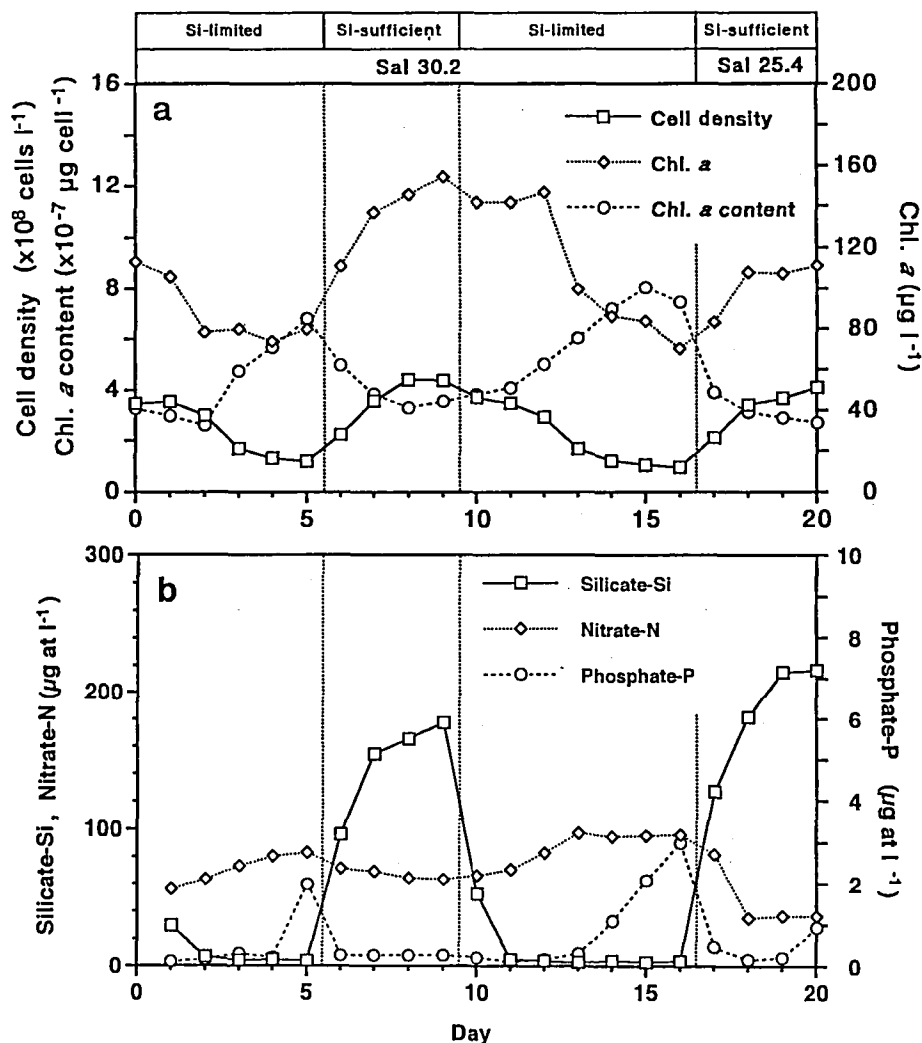 Si-limited Si-sufficient Si-limited Si-sufficient
Sal 30.2 Sal 25.4
a
Cell density
Chl. a
Chl. a content
Cell density (x10⁸ cells l⁻¹)
Chl. a content (x10⁻⁷ µg cell⁻¹)
16
12
8
4
0
Chl. a (µg l⁻¹)
200
160
120
80
40
0
0 5 10 15 20
b
Silicate-Si
Nitrate-N
Phosphate-P
Silicate-Si, Nitrate-N (µg at l⁻¹)
300
200
100
0
Phosphate-P (µg at l⁻¹)
10
8
6
4
2
0
0 5 10 15 20
Day